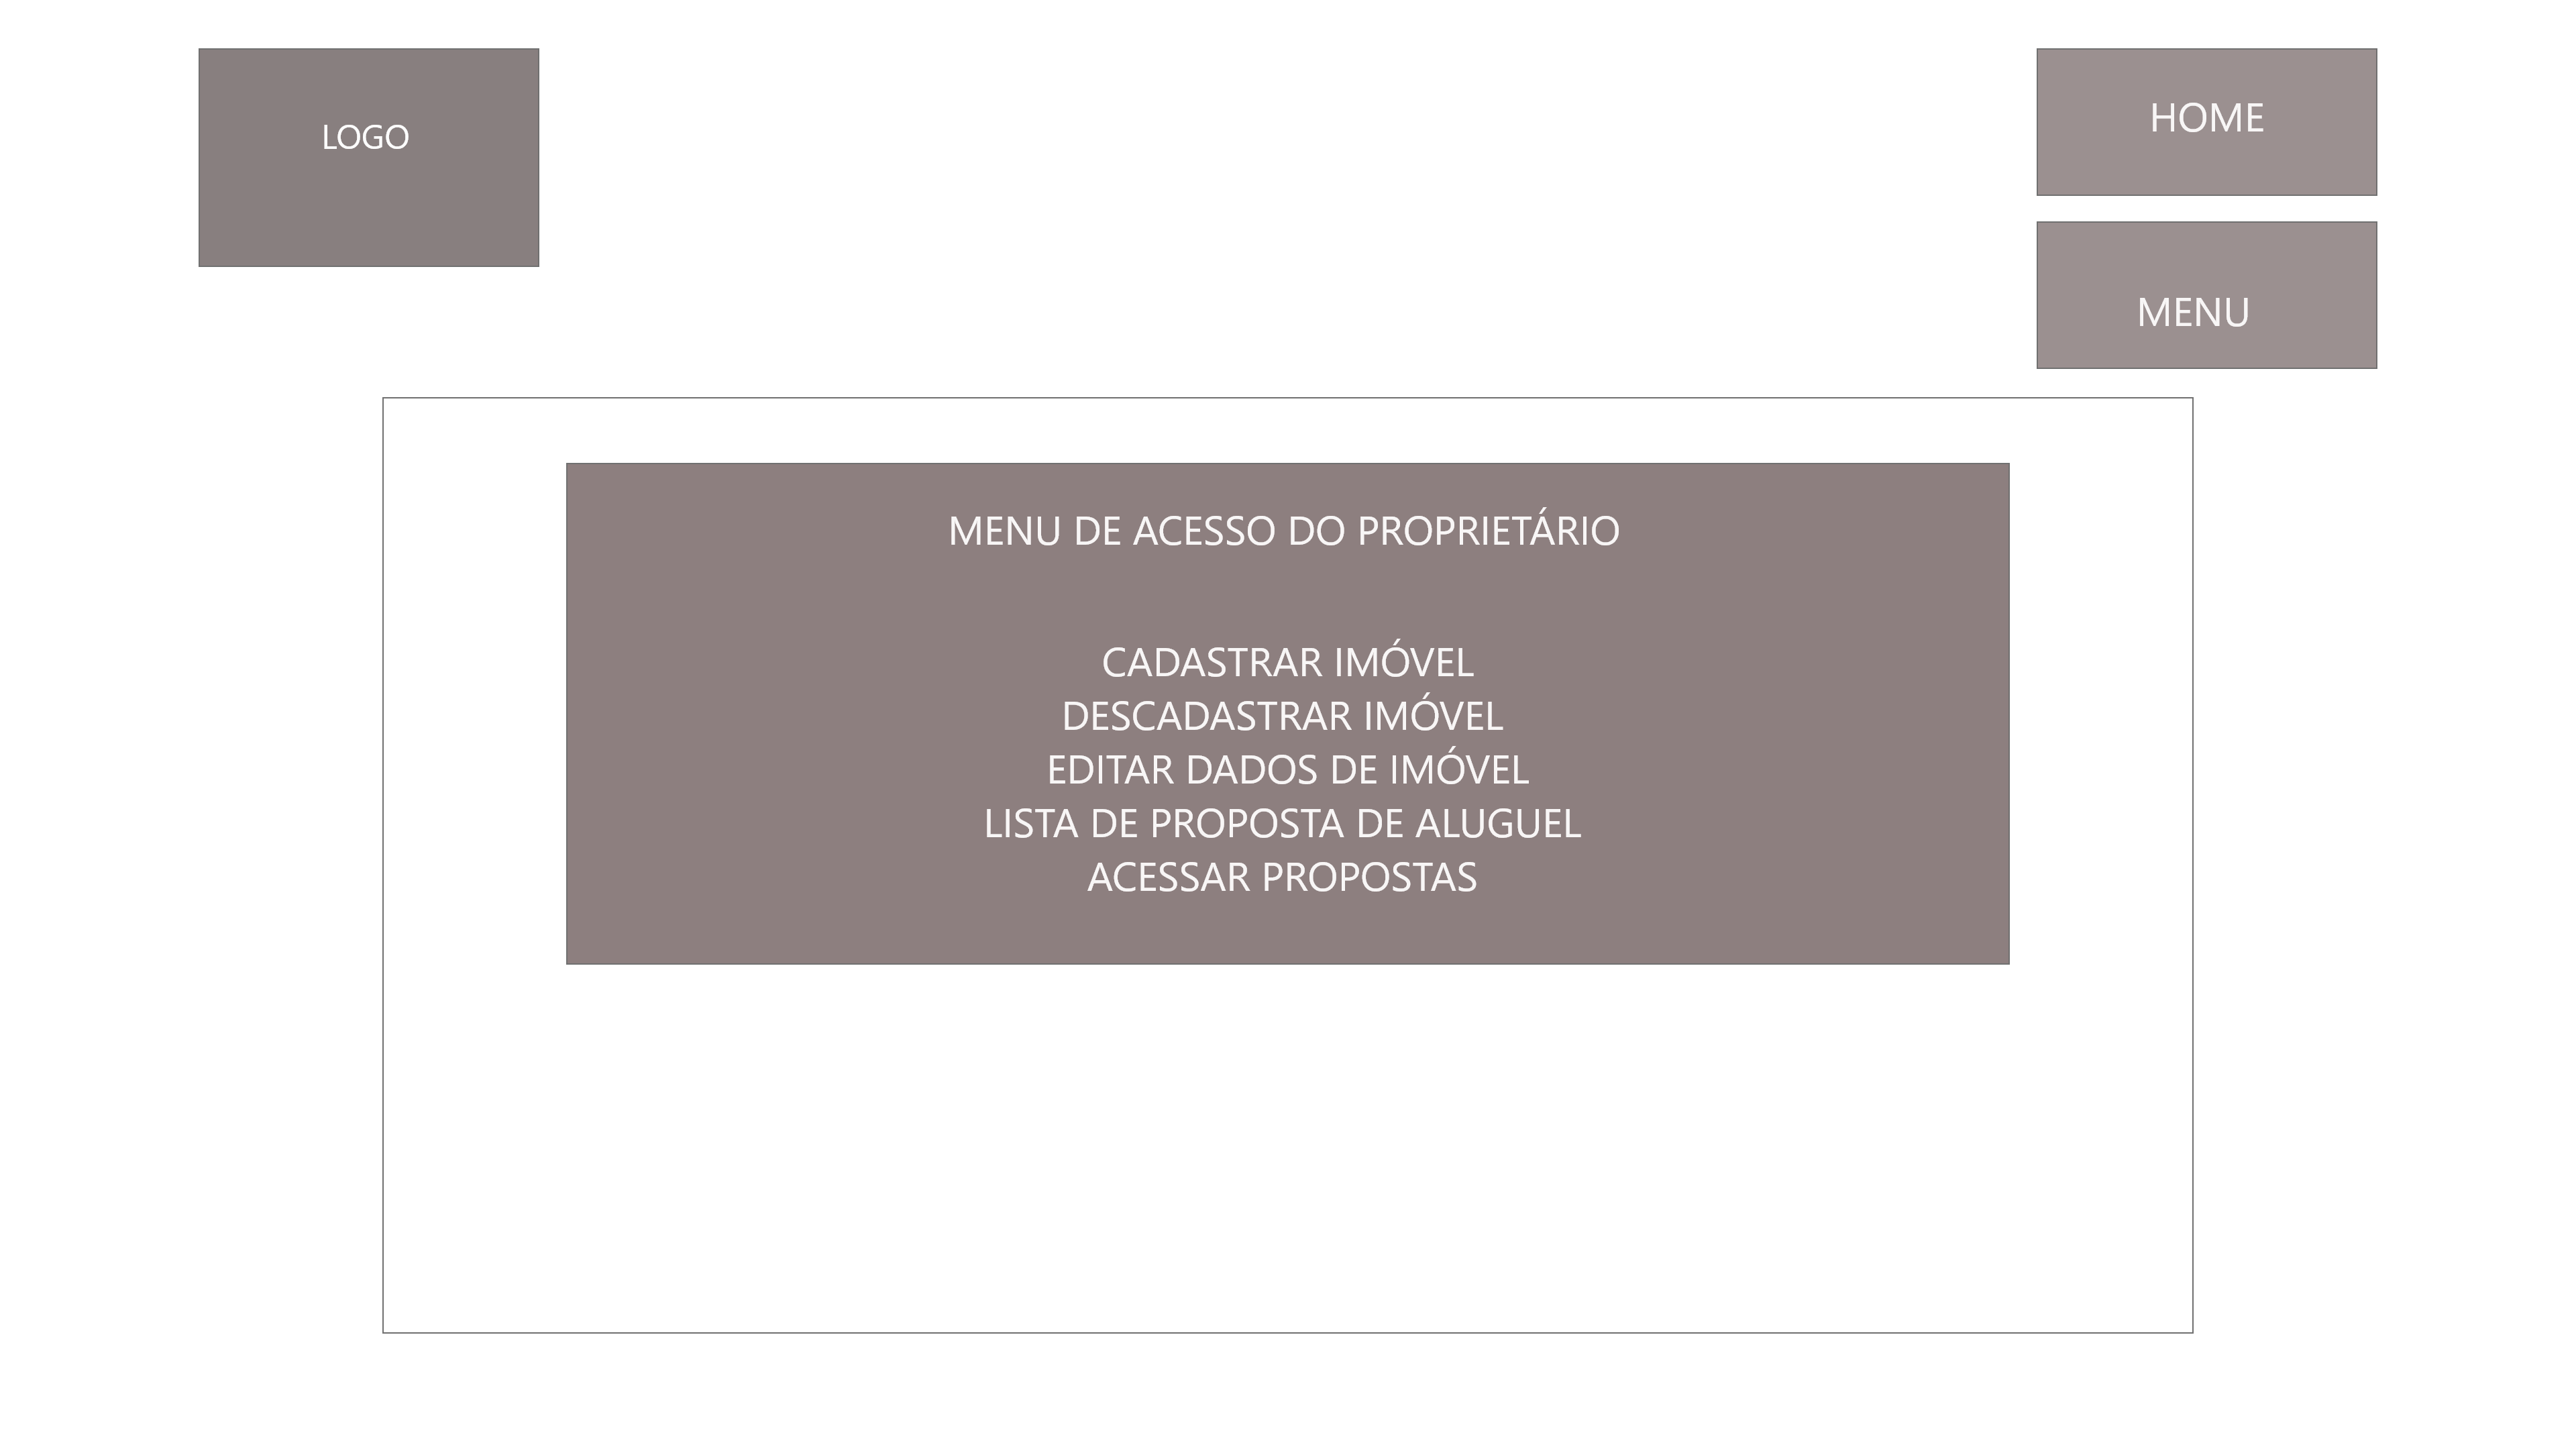 LOGO
HOME
MENU
MENU DE ACESSO DO PROPRIETÁRIO
CADASTRAR IMÓVEL
DESCADASTRAR IMÓVEL
EDITAR DADOS DE IMÓVEL
LISTA DE PROPOSTA DE ALUGUEL
ACESSAR PROPOSTAS